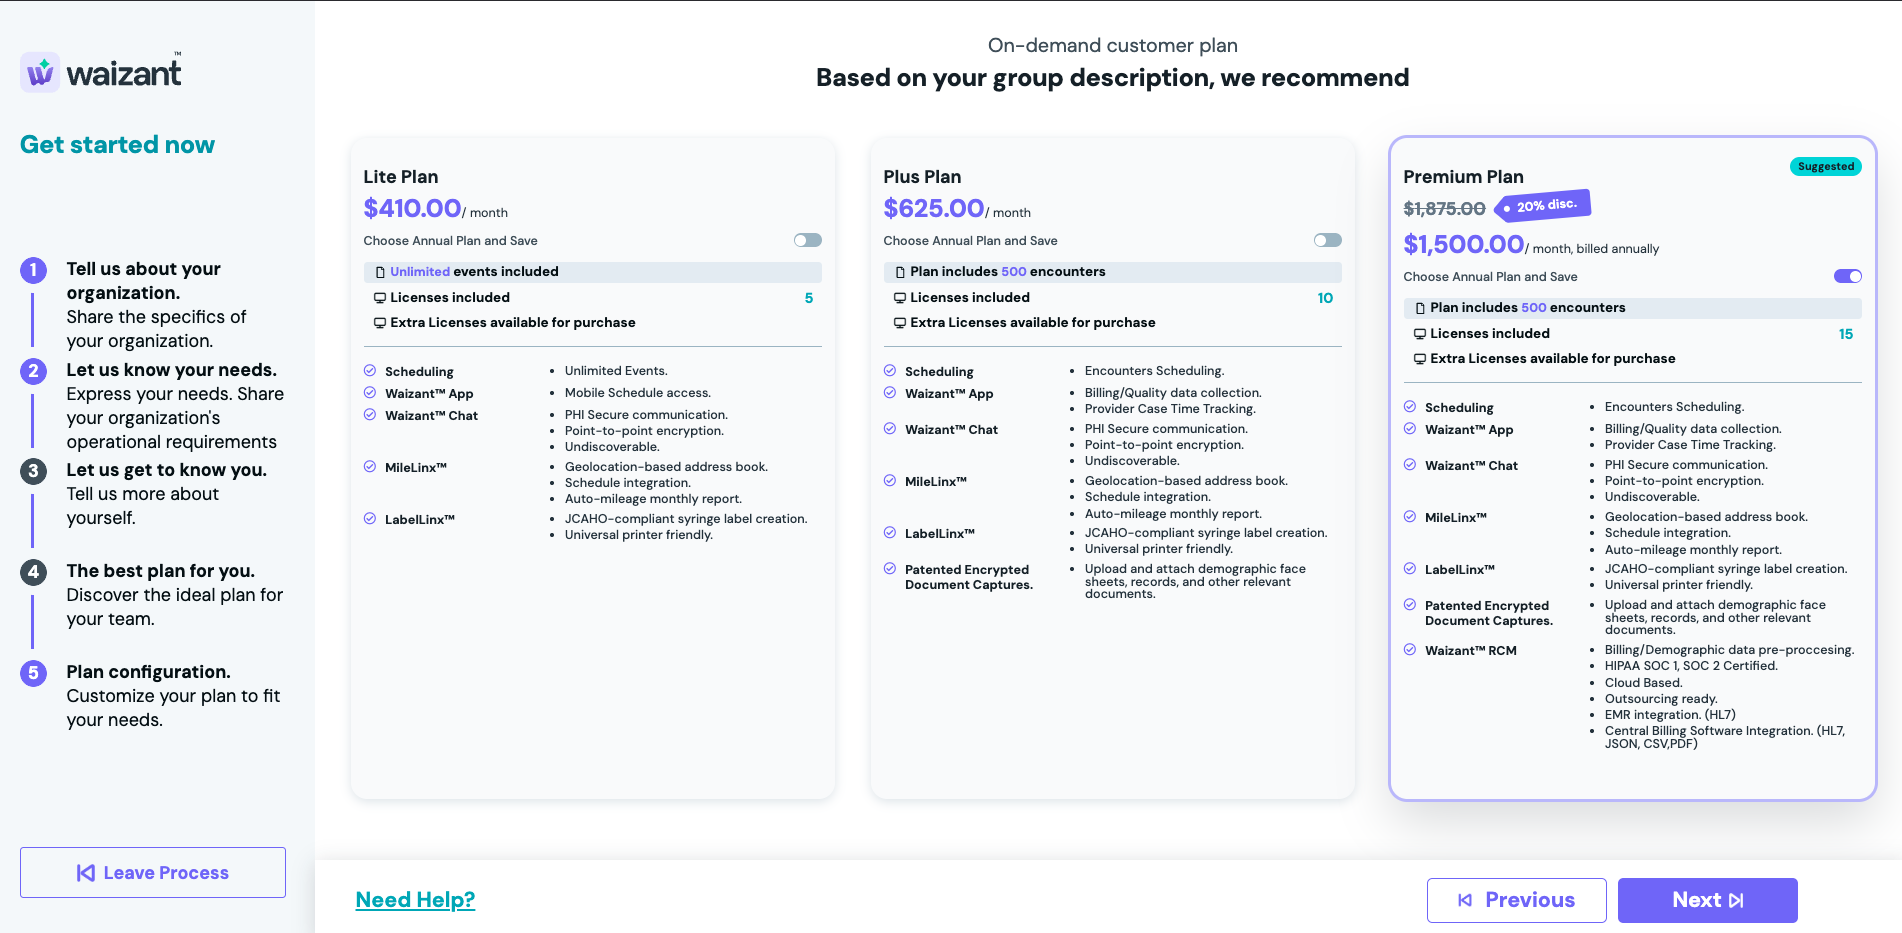 waizant™
Get started now
1
Tell us about your
organization.
Share the specifics of
your organization.
2
Let us know your needs.
Express your needs. Share
your organization's
operational requirements
3
Let us get to know you.
Tell us more about
yourself.
4
The best plan for you.
Discover the ideal plan for
your team.
5
Plan configuration.
Customize your plan to fit
your needs.
Leave Process
On-demand customer plan
Based on your group description, we recommend
Lite Plan
$410.00/ month
Choose Annual Plan and Save
Unlimited events included
Licenses included 5
Extra Licenses available for purchase
Scheduling
• Unlimited Events.
Waizant™ App
• Mobile Schedule access.
Waizant™ Chat
• PHI Secure communication.
• Point-to-point encryption.
• Undiscoverable.
MileLinx™
• Geolocation-based address book.
• Schedule integration.
• Auto-mileage monthly report.
LabelLinx™
• JCAHO-compliant syringe label creation.
• Universal printer friendly.
Plus Plan
$625.00/ month
Choose Annual Plan and Save
Plan includes 500 encounters
Licenses included 10
Extra Licenses available for purchase
Scheduling
• Encounters Scheduling.
Waizant™ App
• Billing/Quality data collection.
• Provider Case Time Tracking.
Waizant™ Chat
• PHI Secure communication.
• Point-to-point encryption.
• Undiscoverable.
MileLinx™
• Geolocation-based address book.
• Schedule integration.
• Auto-mileage monthly report.
LabelLinx™
• JCAHO-compliant syringe label creation.
• Universal printer friendly.
Patented Encrypted
Document Captures.
• Upload and attach demographic face
sheets, records, and other relevant
documents.
Suggested
Premium Plan
$1,875.00 20% disc.
$1,500.00/ month, billed annually
Choose Annual Plan and Save
Plan includes 500 encounters
Licenses included 15
Extra Licenses available for purchase
Scheduling
• Encounters Scheduling.
Waizant™ App
• Billing/Quality data collection.
• Provider Case Time Tracking.
Waizant™ Chat
• PHI Secure communication.
• Point-to-point encryption.
• Undiscoverable.
MileLinx™
• Geolocation-based address book.
• Schedule integration.
• Auto-mileage monthly report.
LabelLinx™
• JCAHO-compliant syringe label creation.
• Universal printer friendly.
Patented Encrypted
Document Captures.
• Upload and attach demographic face
sheets, records, and other relevant
documents.
Waizant™ RCM
• Billing/Demographic data pre-proccesing.
• HIPAA SOC 1, SOC 2 Certified.
• Cloud Based.
• Outsourcing ready.
• EMR integration. (HL7)
• Central Billing Software Integration. (HL7,
JSON, CSV,PDF)
Need Help?
Previous
Next